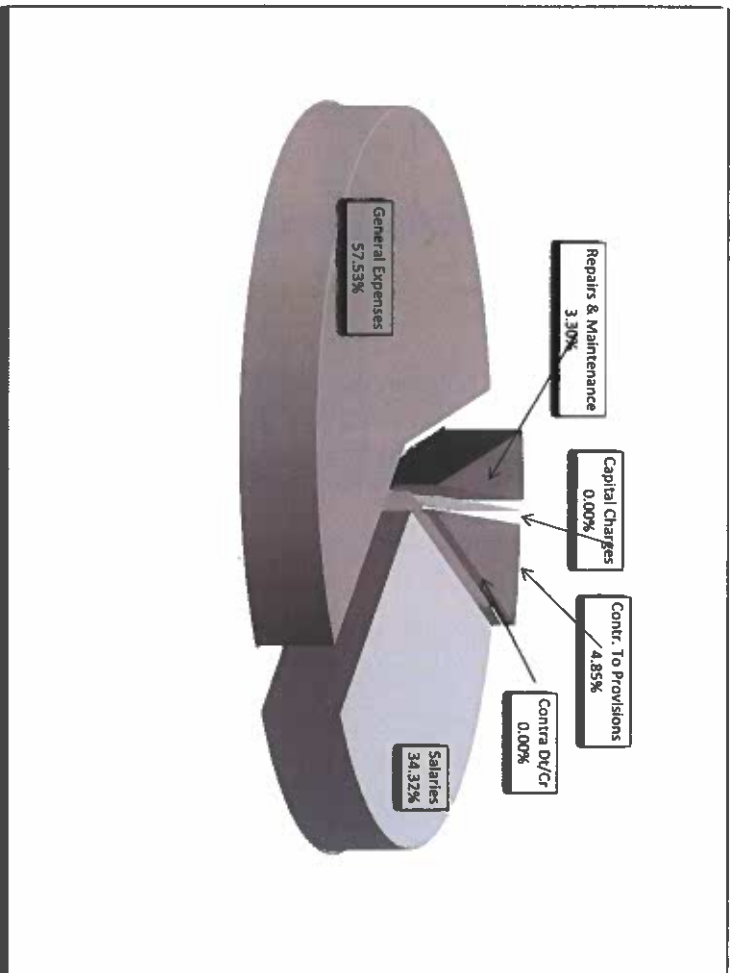 Repairs & Maintenance
3.30%
Capital Charges
0.00%
Contr. To Provisions
4.85%
Contra Dt/Cr
0.00%
General Expenses
57.53%
Salaries
34.32%